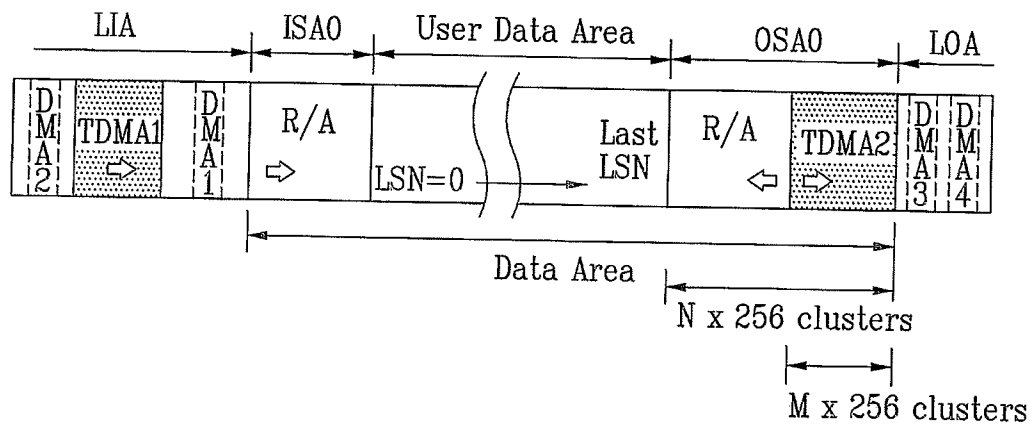 LIA ISA0 User Data Area OSA0 LOA
DMA2 TDMA1 DMA1 R/A LSN=0 Last LSN R/A TDMA2 DMA3 DMA4
Data Area
N x 256 clusters
M x 256 clusters